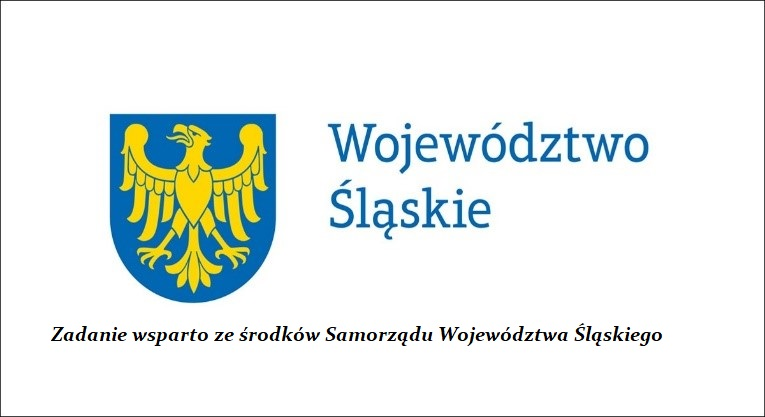 Województwo
Śląskie
Zadanie wsparto ze środków Samorządu Województwa Śląskiego